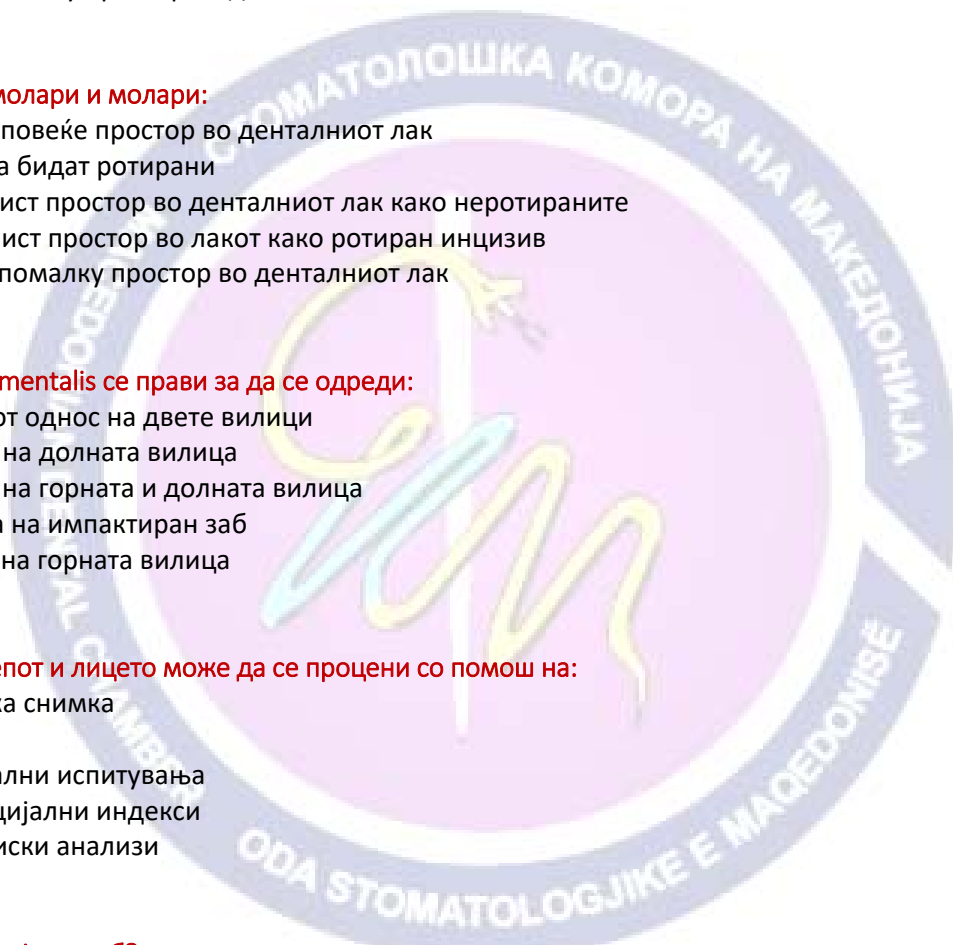 молари и молари:
повеќе простор во денталниот лак
а бидат ротирани
ист простор во денталниот лак како неротираните
ист простор во лакот како ротиран инцизив
помалку простор во денталниот лак
mentalis се прави за да се одреди:
от однос на двете вилици
на долната вилица
на горната и долната вилица
а на импактиран заб
на горната вилица
епот и лицето може да се процени со помош на:
ка снимка
ални испитувања
цијални индекси
иски анализи
СТОМАТОЛОШКА КОМОРА НА МАКЕДОНИЈА
MACEDONIAN DENTAL CHAMBER
ODA STOMATOLOGJIKE E MAQEDONISË